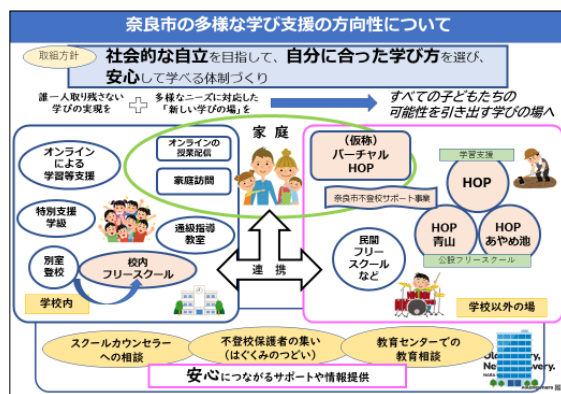 奈良市の多様な学び支援の方向性について
取組方針
社会的な自立を目指して、自分に合った学び方を選び、
安心して学べる体制づくり
誰一人取り残さない
学びの実現を
多様なニーズに対応した
「新しい学びの場」を
すべての子どもたちの
可能性を引き出す学びの場へ
家庭
オンラインの
授業配信
家庭訪問
(仮称)
バーチャル
HOP
奈良市不登校サポート事業
オンライン
による
学習等支援
特別支援
学級
通級指導
教室
別室
登校
校内
フリースクール
学校内
連携
学習支援
HOP
HOP
青山
HOP
あやめ池
公設フリースクール
民間
フリー
スクール
など
学校以外の場
スクールカウンセラー
への相談
不登校保護者の集い
(はぐくみのつどい)
教育センターでの
教育相談
安心につながるサポートや情報提供